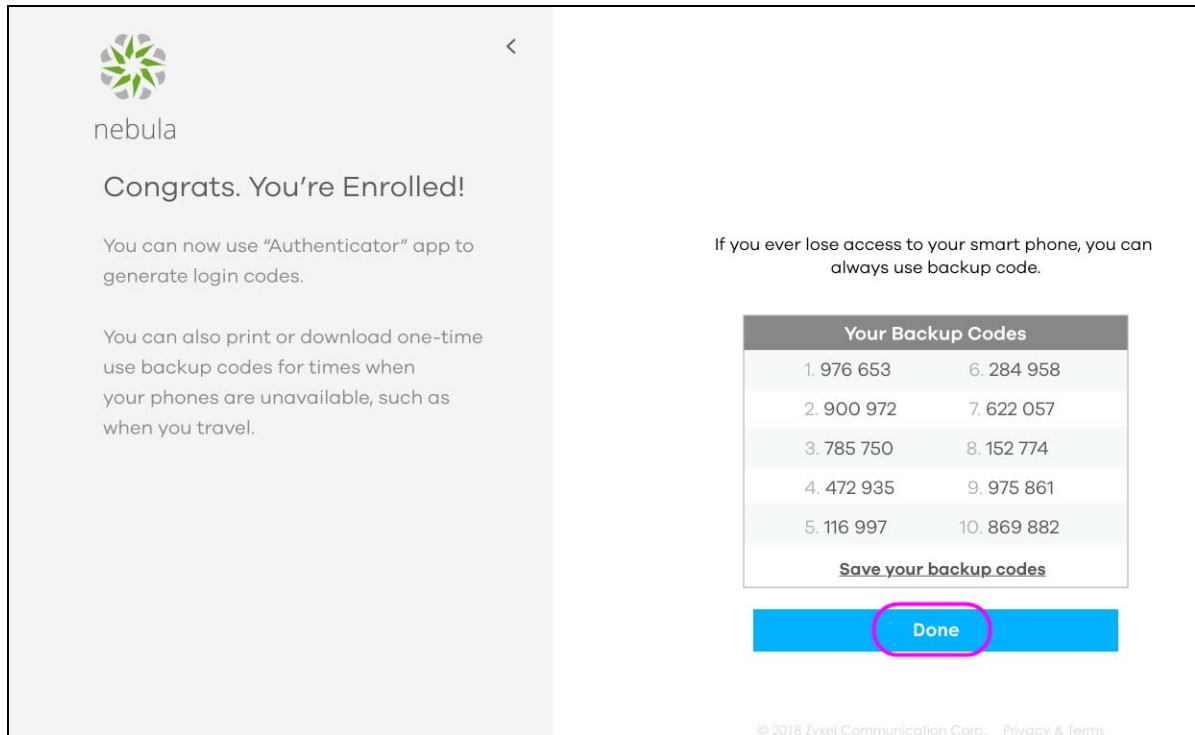 nebula
Congrats. You're Enrolled!
You can now use “Authenticator” app to
generate login codes.
You can also print or download one-time
use backup codes for times when
your phones are unavailable, such as
when you travel.
If you ever lose access to your smart phone, you can
always use backup code.
Your Backup Codes
1. 976 653 6. 284 958
2. 900 972 7. 622 057
3. 785 750 8. 152 774
4. 472 935 9. 975 861
5. 116 997 10. 869 882
Save your backup codes
Done
© 2018 Zyxel Communication Corp. Privacy & Terms